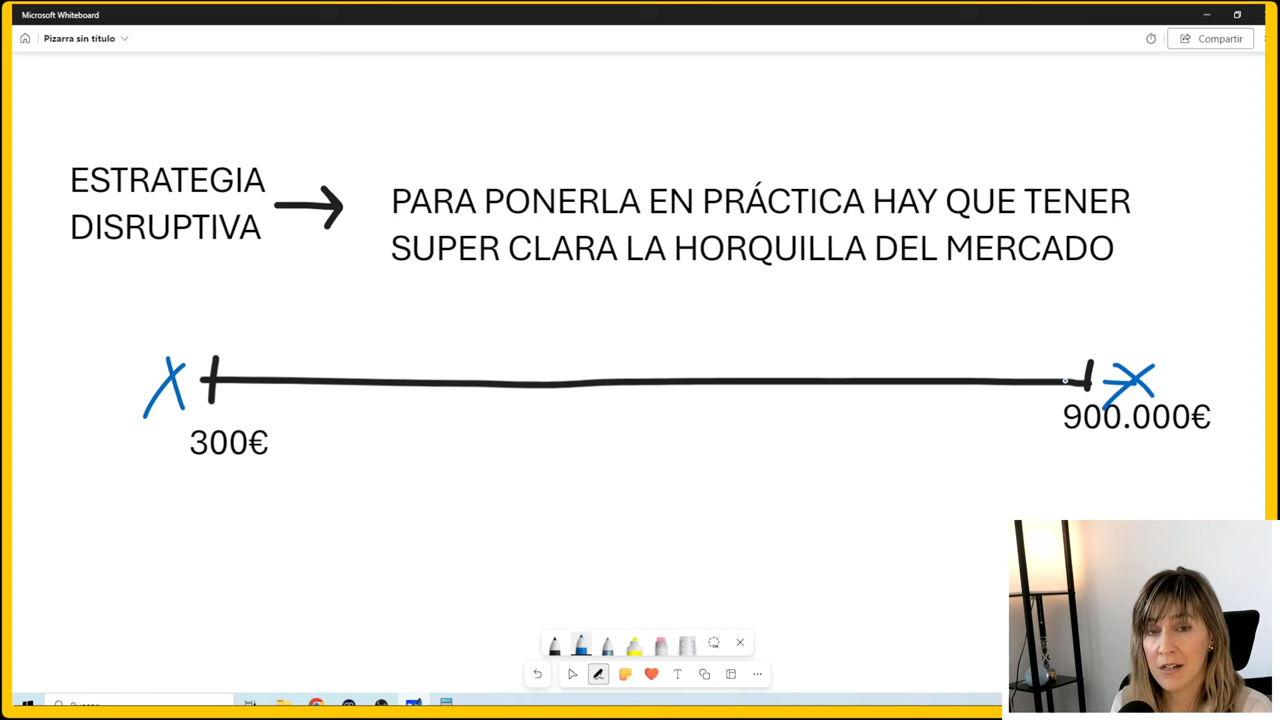 Microsoft Whiteboard
Pizarra sin título
Compartir
ESTRATEGIA
DISRUPTIVA
PARA PONERLA EN PRÁCTICA HAY QUE TENER
SUPER CLARA LA HORQUILLA DEL MERCADO
X
X
300€
900.000€
T